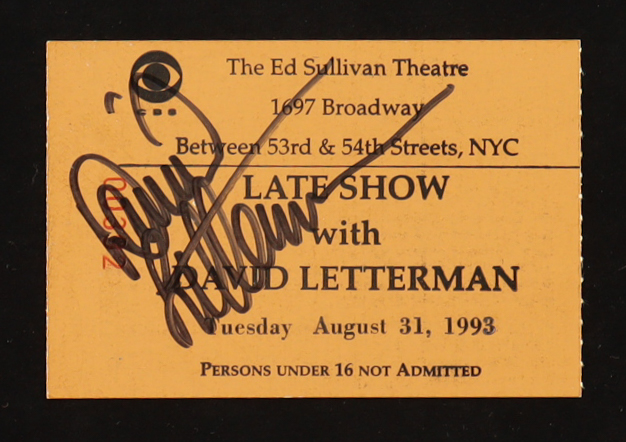 The Ed Sullivan Theatre
1697 Broadway
Between 53rd & 54th Streets, NYC
LATE SHOW
with
DAVID LETTERMAN
Tuesday August 31, 1993
PERSONS UNDER 16 NOT ADMITTED